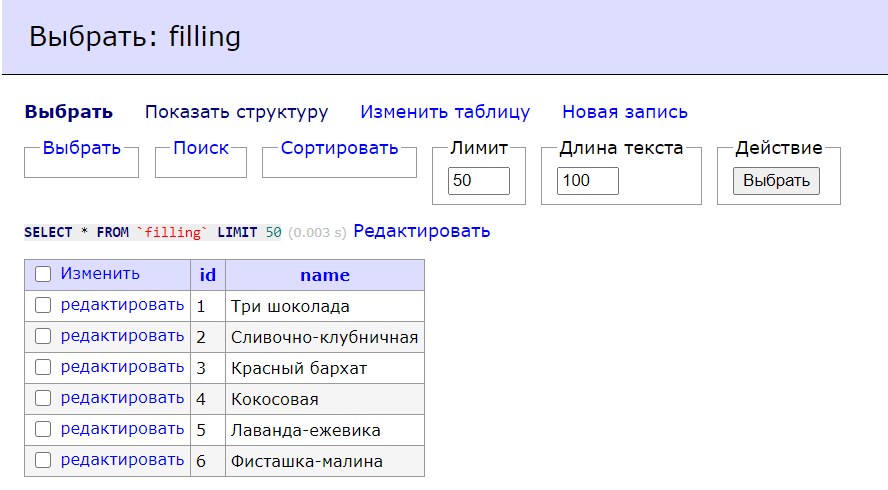 Выбрать: filling
Выбрать Показать структуру Изменить таблицу Новая запись
Выбрать Поиск Сортировать Лимит Длина текста Действие
50 100 Выбрать
SELECT * FROM `filling` LIMIT 50 (0.003 s) Редактировать
Изменить id name
редактировать 1 Три шоколада
редактировать 2 Сливочно-клубничная
редактировать 3 Красный бархат
редактировать 4 Кокосовая
редактировать 5 Лаванда-ежевика
редактировать 6 Фисташка-малина